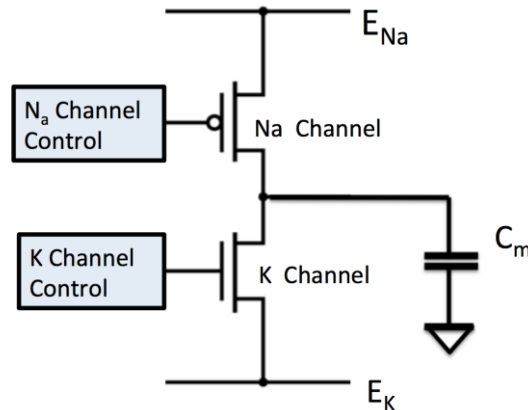 E_Na
N_a Channel
Control
Na Channel
C_m
K Channel
Control
K Channel
E_K